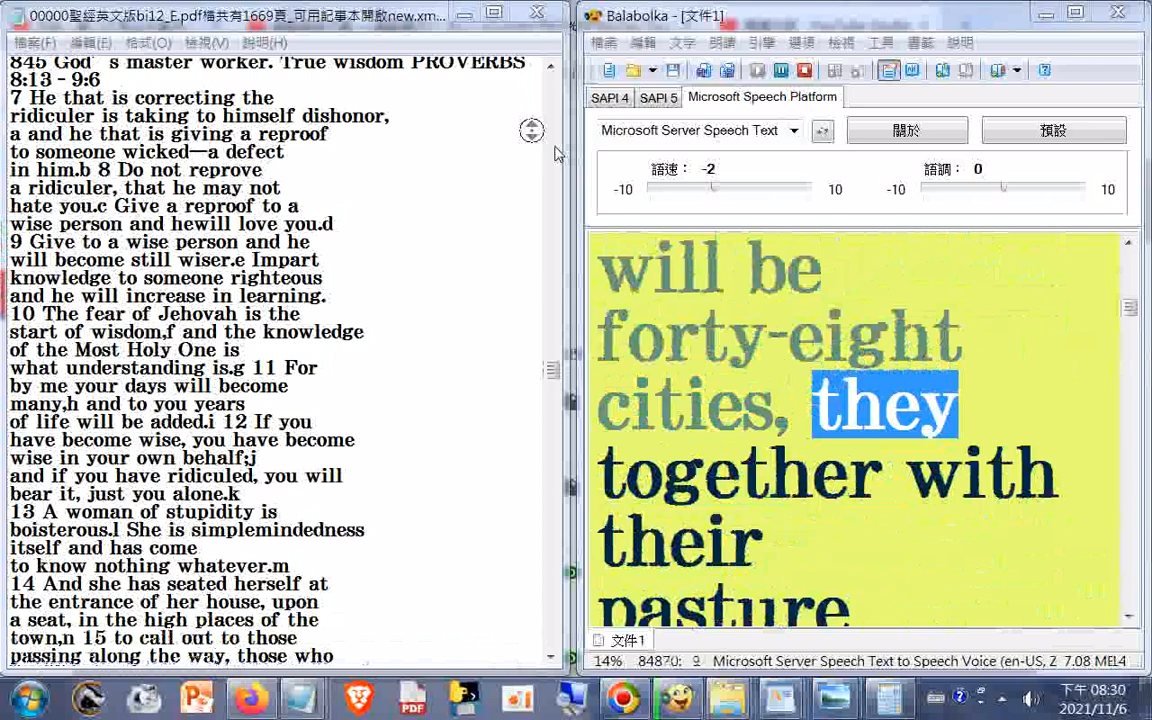 00000聖經英文版bi12_E.pdf檔共有1669頁_可用記事本開啟new.xm...
檔案(F) 編輯(E) 格式(O) 檢視(V) 說明(H)
845 God's master worker. True wisdom PROVERBS
8:13 - 9:6
7 He that is correcting the
ridiculer is taking to himself dishonor,
a and he that is giving a reproof
to someone wicked—a defect
in him.b 8 Do not reprove
a ridiculer, that he may not
hate you.c Give a reproof to a
wise person and hewill love you.d
9 Give to a wise person and he
will become still wiser.e Impart
knowledge to someone righteous
and he will increase in learning.
10 The fear of Jehovah is the
start of wisdom,f and the knowledge
of the Most Holy One is
what understanding is.g 11 For
by me your days will become
many,h and to you years
of life will be added.i 12 If you
have become wise, you have become
wise in your own behalf;j
and if you have ridiculed, you will
bear it, just you alone.k
13 A woman of stupidity is
boisterous.l She is simplemindedness
itself and has come
to know nothing whatever.m
14 And she has seated herself at
the entrance of her house, upon
a seat, in the high places of the
town,n 15 to call out to those
passing along the way, those who
Balabolka - [文件1]
檔案 編輯 文字 朗讀 引擎 選項 檢視 工具 書籤 說明
SAPI 4 SAPI 5 Microsoft Speech Platform
Microsoft Server Speech Text 關於 預設
語速： -2 語調： 0
-10 10 -10 10
will be
forty-eight
cities, they
together with
their
pasture
文件1
14% 84870: 9 Microsoft Server Speech Text to Speech Voice (en-US, Z 7.08 MB
PDF
下午 08:30
2021/11/6